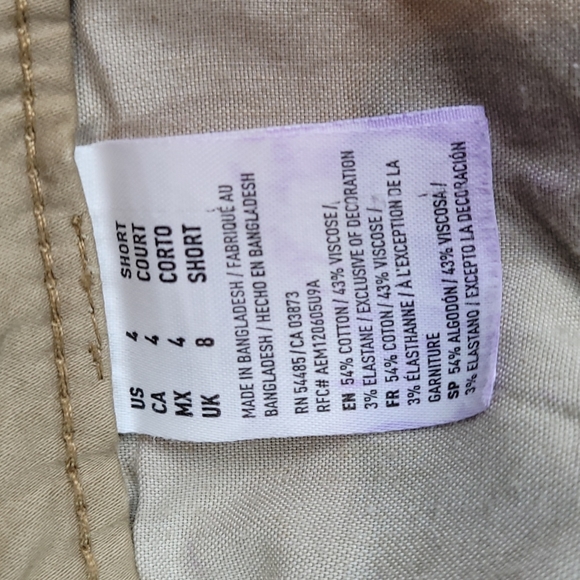 US 4 SHORT
CA 4 COURT
MX 4 CORTO
UK 8 SHORT
MADE IN BANGLADESH / FABRIQUÉ AU
BANGLADESH / HECHO EN BANGLADESH
RN 54485/CA 03873
RFC# AEM120605U9A
EN 54% COTTON/ 43% VISCOSE/
3% ELASTANE / EXCLUSIVE OF DECORATION
FR 54% COTON/ 43% VISCOSE /
3% ÉLASTHANNE / À L'EXCEPTION DE LA
GARNITURE
SP 54% ALGODÓN/ 43% VISCOSA/
3% ELASTANO / EXCEPTO LA DECORACIÓN